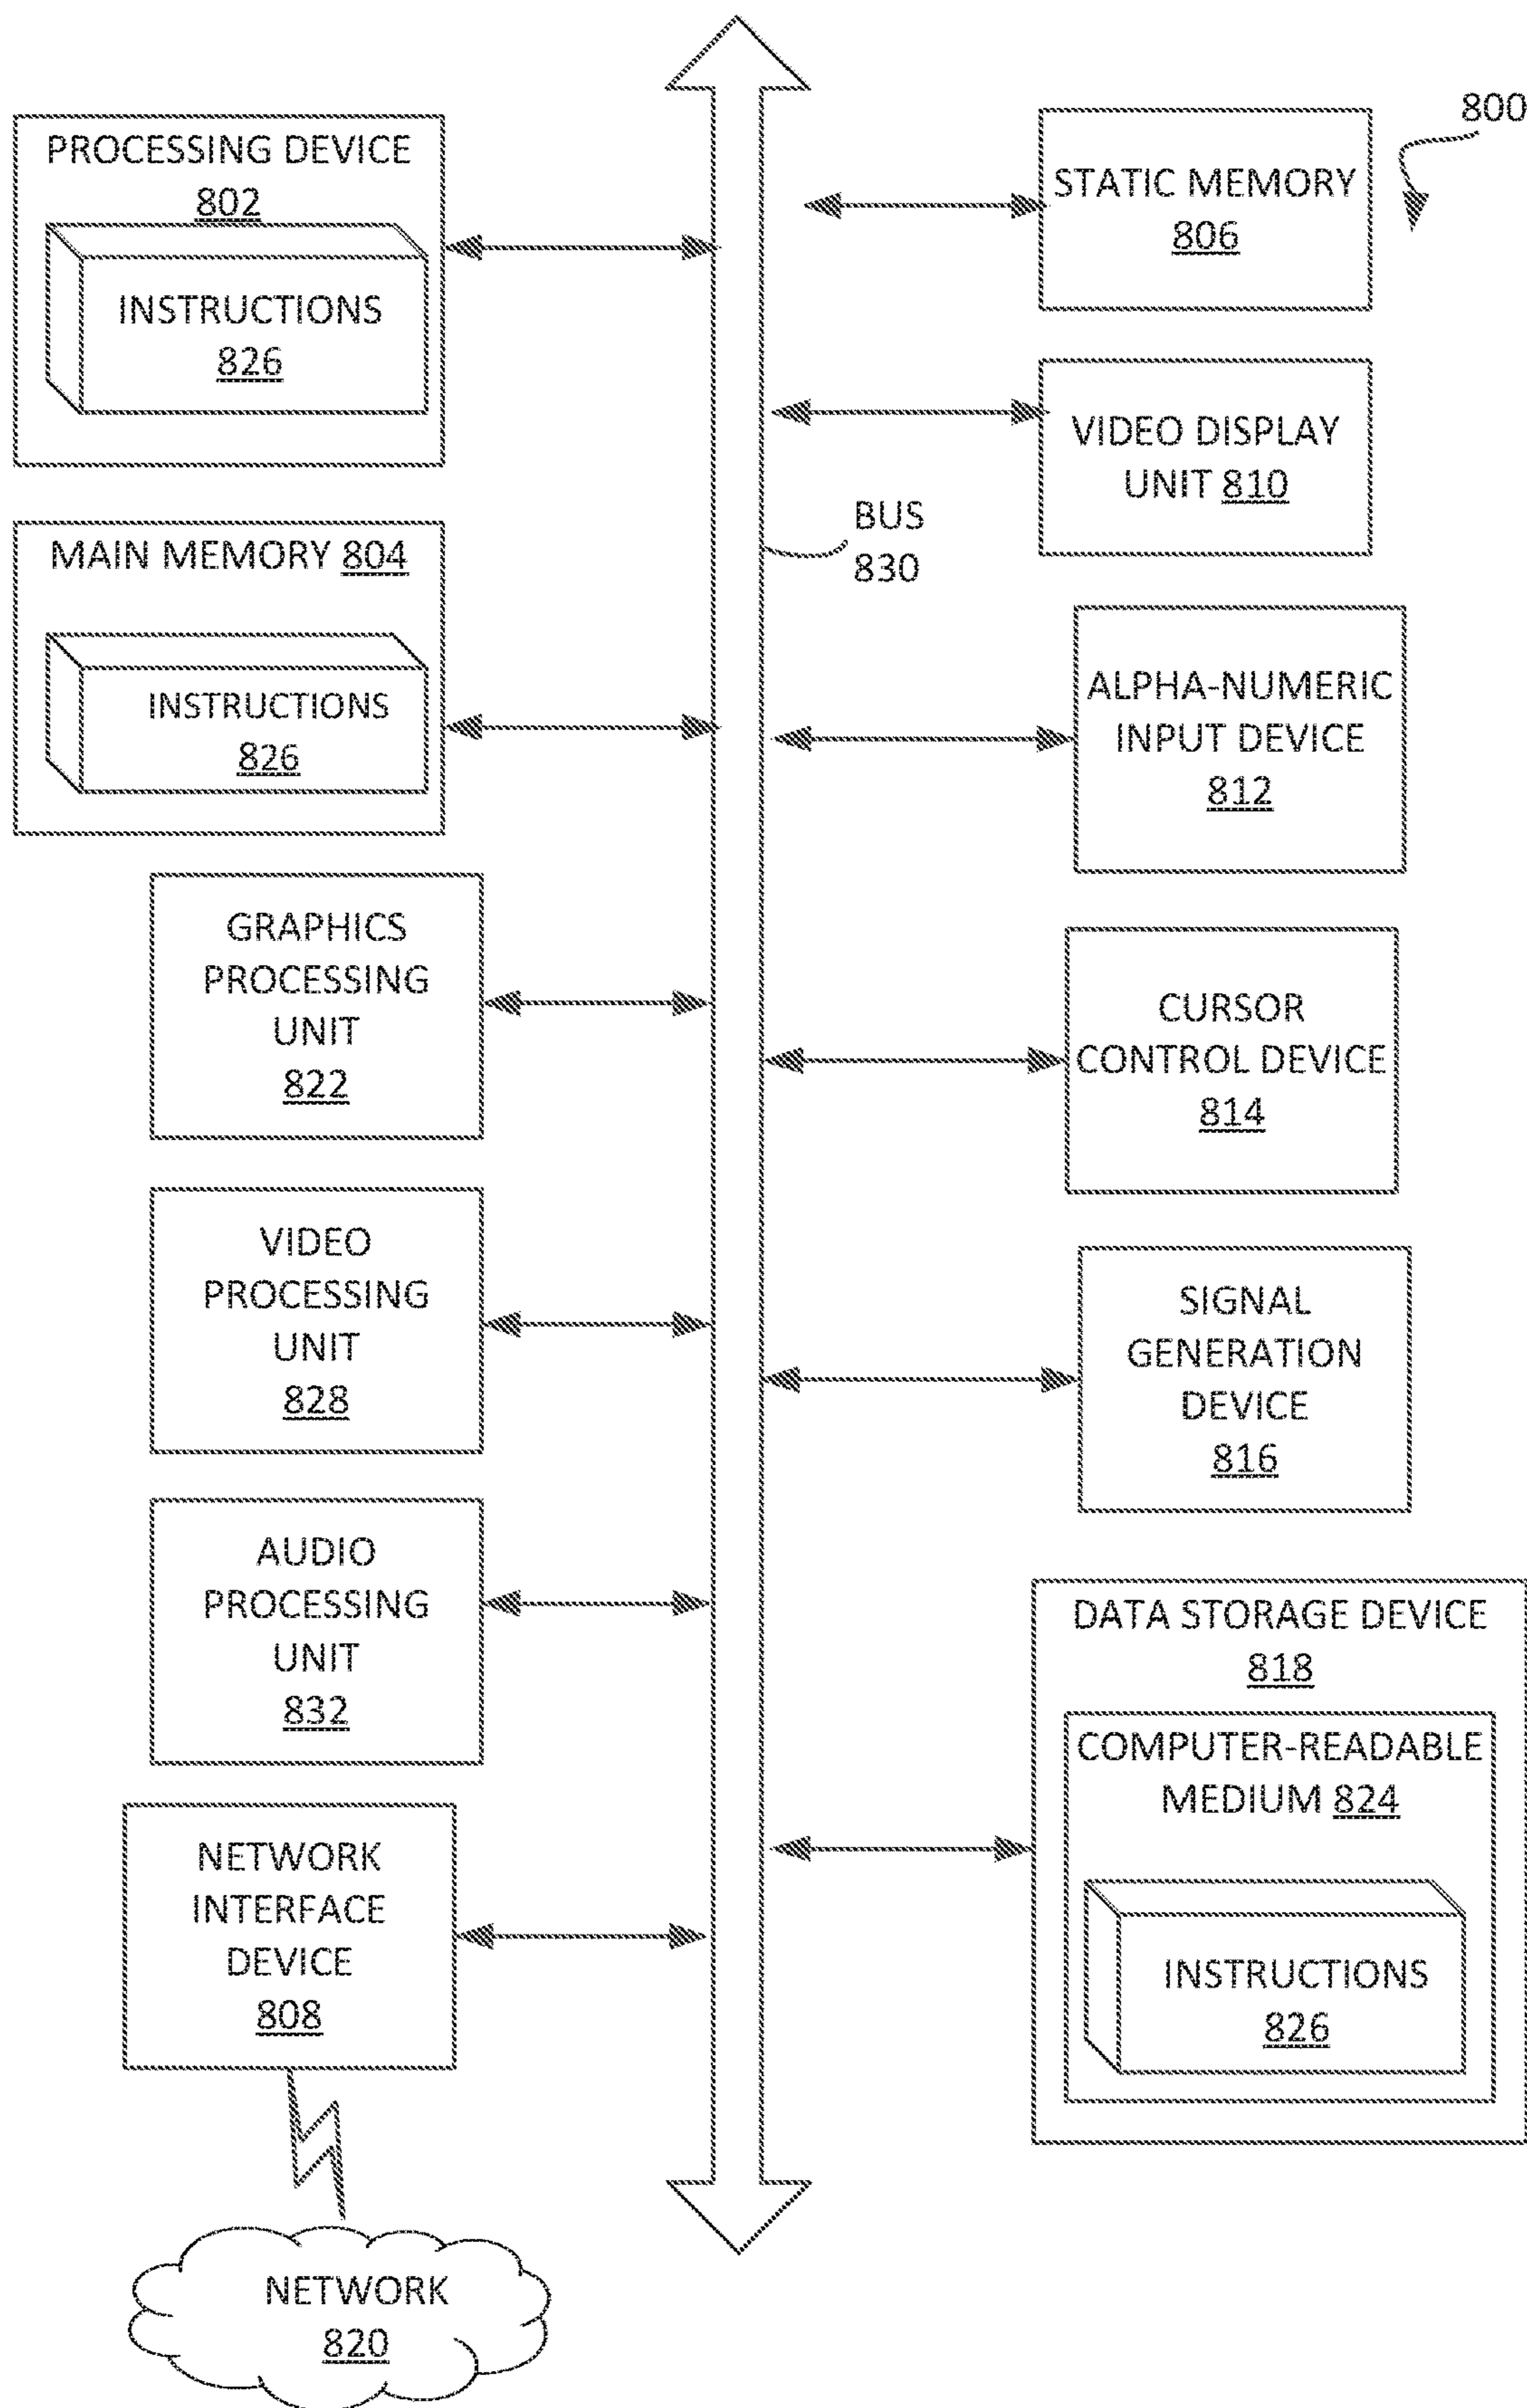 800
PROCESSING DEVICE
802
INSTRUCTIONS
826
MAIN MEMORY 804
INSTRUCTIONS
826
GRAPHICS
PROCESSING
UNIT
822
VIDEO
PROCESSING
UNIT
828
AUDIO
PROCESSING
UNIT
832
NETWORK
INTERFACE
DEVICE
808
NETWORK
820
BUS
830
STATIC MEMORY
806
VIDEO DISPLAY
UNIT 810
ALPHA-NUMERIC
INPUT DEVICE
812
CURSOR
CONTROL DEVICE
814
SIGNAL
GENERATION
DEVICE
816
DATA STORAGE DEVICE
818
COMPUTER-READABLE
MEDIUM 824
INSTRUCTIONS
826